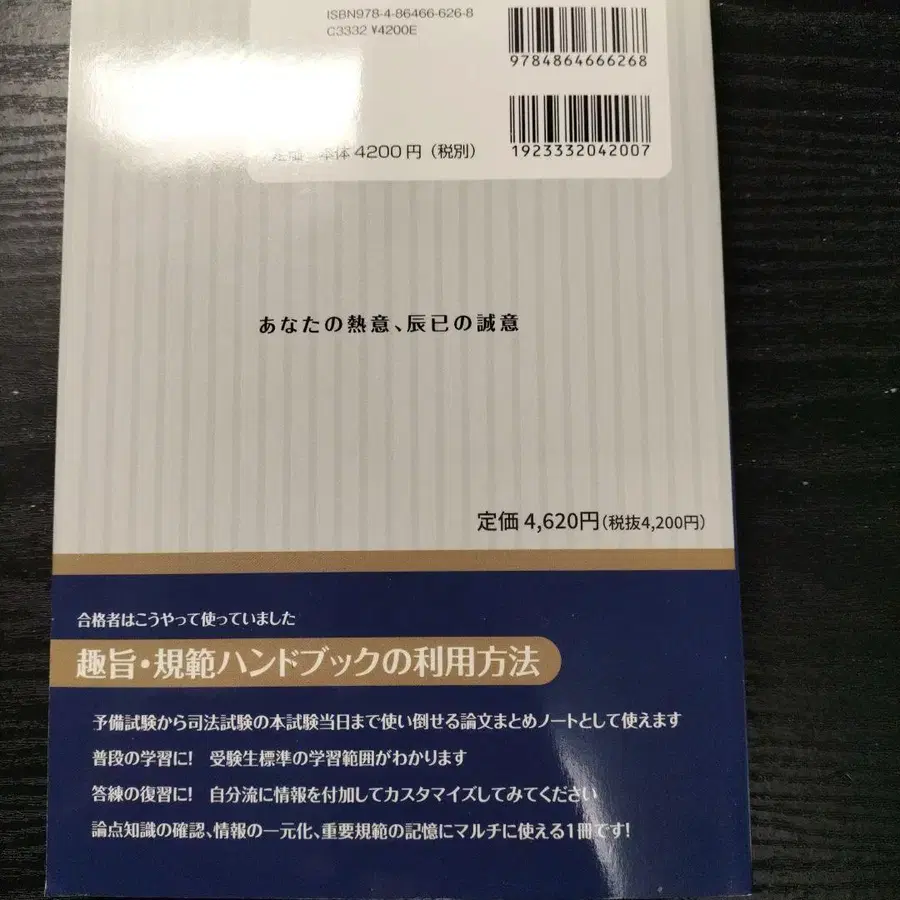 ISBN978-4-86466-626-8
C3332 ¥4200E
9784864666268
1923332042007
定価 本体4200円(税別)
あなたの熱意、辰已の誠意
定価 4,620円(税抜4,200円)
合格者はこうやって使っていました
趣旨・規範ハンドブックの利用方法
予備試験から司法試験の本試験当日まで使い倒せる論文まとめノートとして使えます
普段の学習に! 受験生標準の学習範囲がわかります
答練の復習に! 自分流に情報を付加してカスタマイズしてみてください
論点知識の確認、情報の一元化、重要規範の記憶にマルチに使える1冊です!